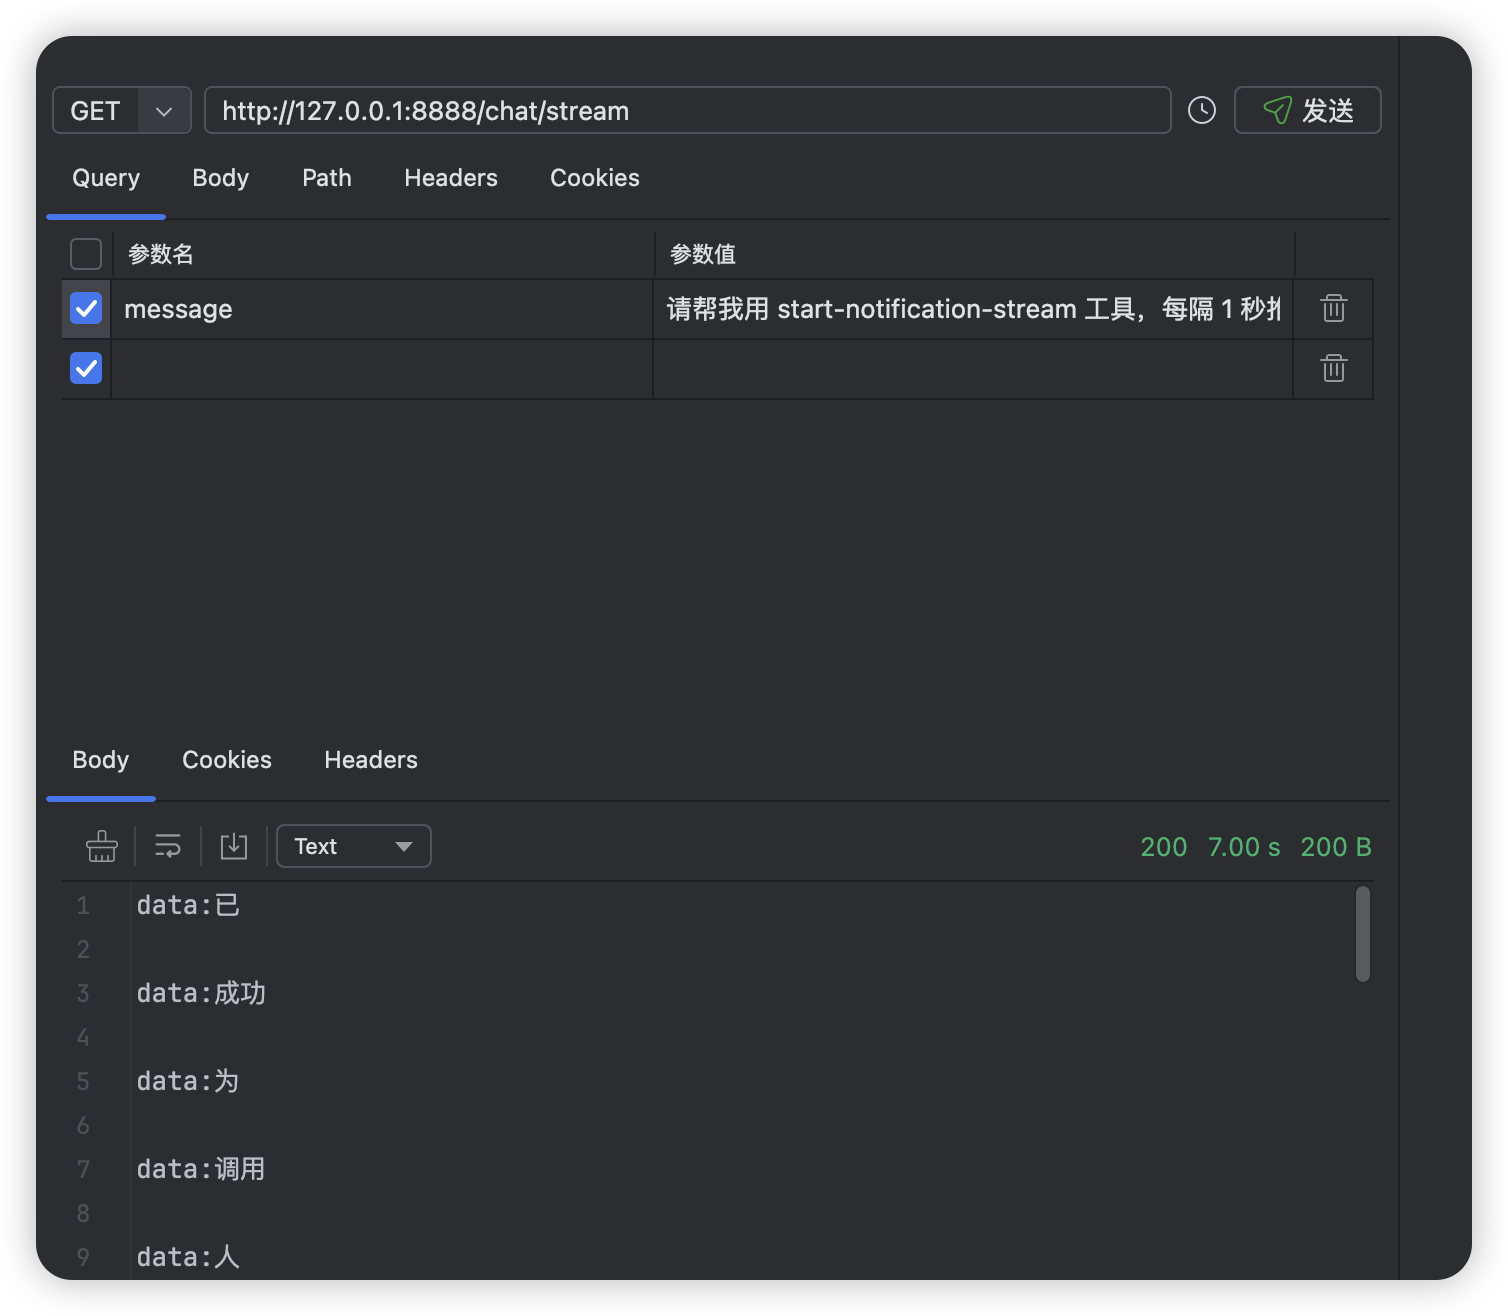 GET http://127.0.0.1:8888/chat/stream 发送
Query Body Path Headers Cookies
参数名 参数值
message 请帮我用 start-notification-stream 工具，每隔 1 秒
Body Cookies Headers
Text 200 7.00 s 200 B
1 data:已
2
3 data:成功
4
5 data:为
6
7 data:调用
8
9 data:人